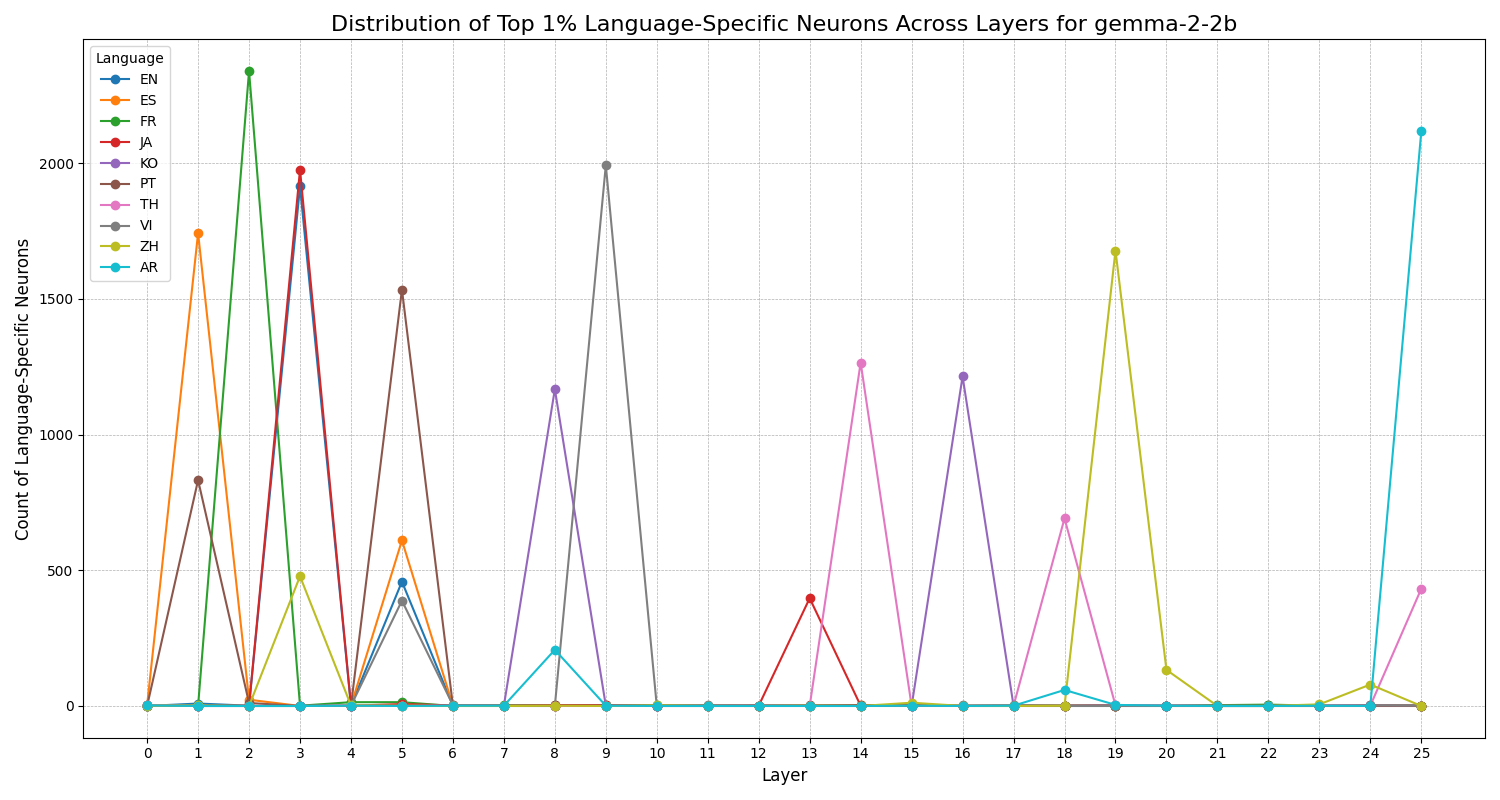 Distribution of Top 1% Language-Specific Neurons Across Layers for gemma-2-2b
Language
EN
ES
FR
JA
KO
PT
TH
VI
ZH
AR
Count of Language-Specific Neurons
2000
1500
1000
500
0
0 1 2 3 4 5 6 7 8 9 10 11 12 13 14 15 16 17 18 19 20 21 22 23 24 25
Layer